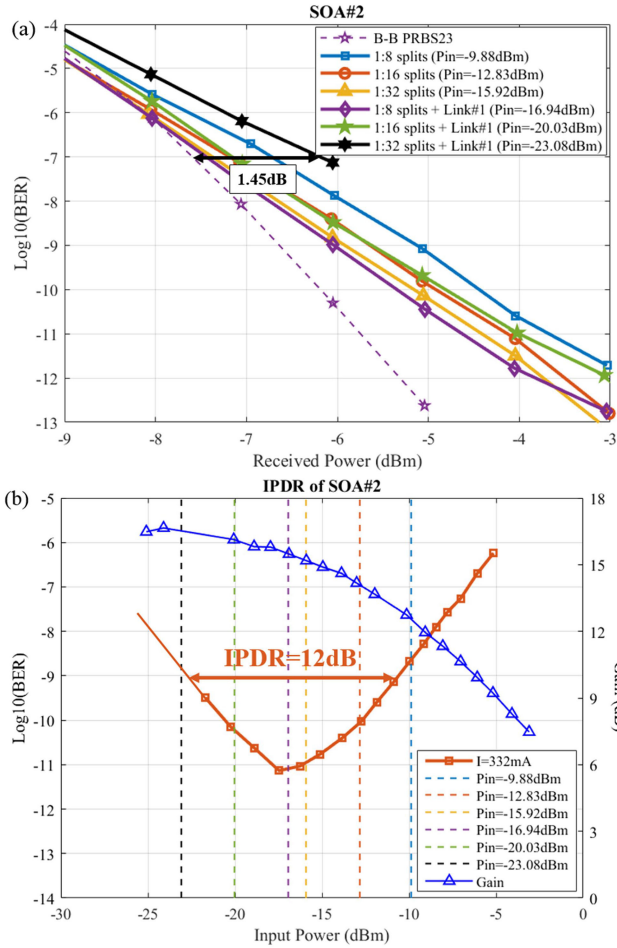 (a)
SOA#2
-4
-5
-6
-7
-8
-9
-10
-11
-12
-13
Log10(BER)
B-B PRBS23
1:8 splits (Pin=-9.88dBm)
1:16 splits (Pin=-12.83dBm)
1:32 splits (Pin=-15.92dBm)
1:8 splits + Link#1 (Pin=-16.94dBm)
1:16 splits + Link#1 (Pin=-20.03dBm)
1:32 splits + Link#1 (Pin=-23.08dBm)
1.45dB
-9 -8 -7 -6 -5 -4 -3
Received Power (dBm)
(b)
IPDR of SOA#2
-5
-6
-7
-8
-9
-10
-11
-12
-13
-14
Log10(BER)
IPDR=12dB
18
15
12
9
6
3
0
I=332mA
Pin=-9.88dBm
Pin=-12.83dBm
Pin=-15.92dBm
Pin=-16.94dBm
Pin=-20.03dBm
Pin=-23.08dBm
Gain
-30 -25 -20 -15 -10 -5 0
Input Power (dBm)